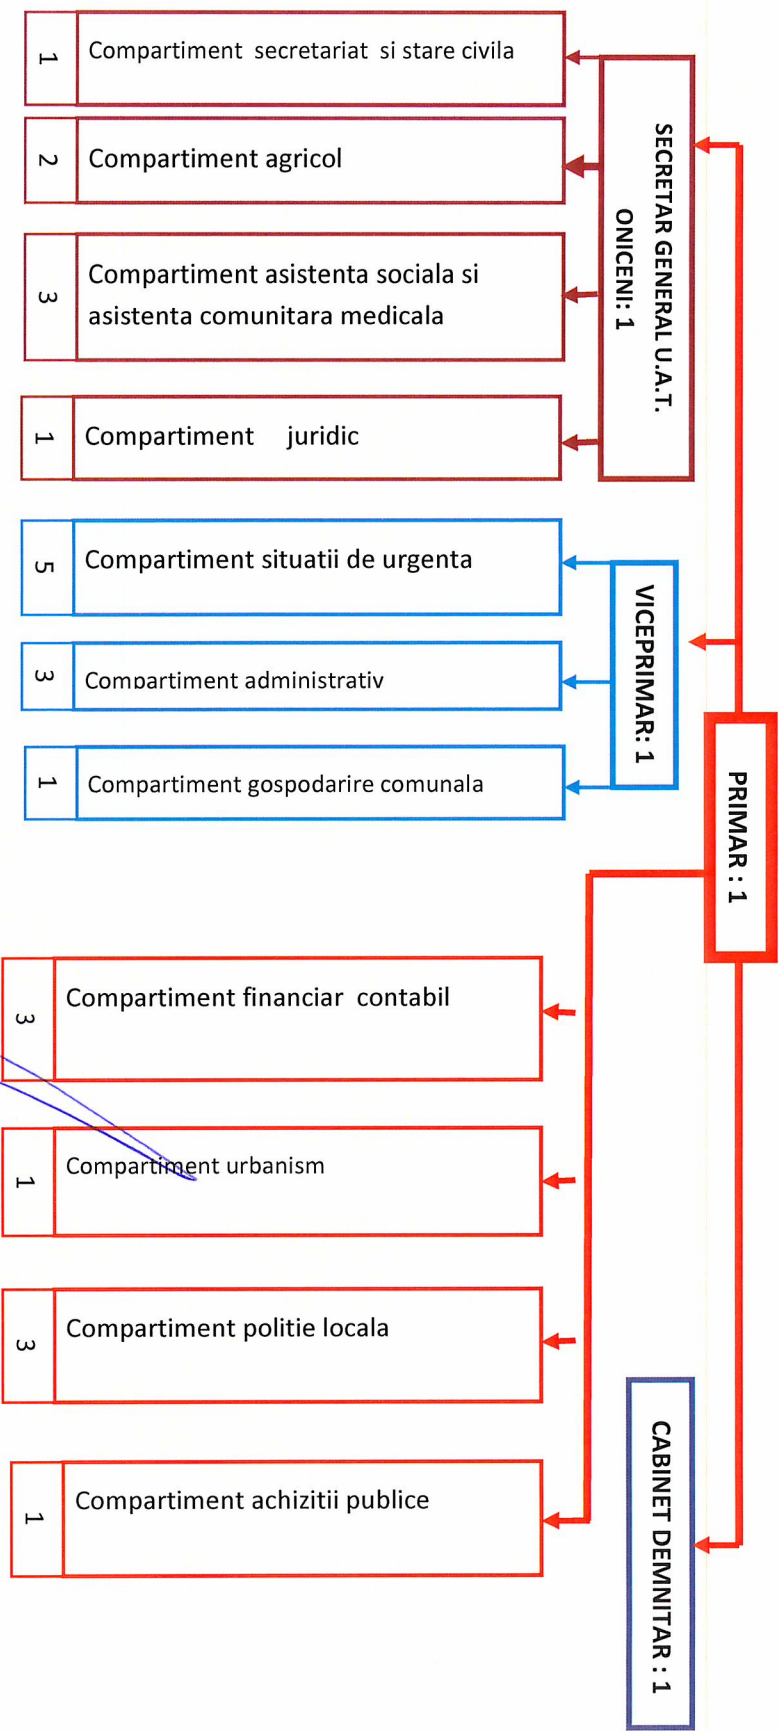 PRIMAR : 1
SECRETAR GENERAL U.A.T.
ONICENI: 1
VICEPRIMAR: 1
CABINET DEMNITAR : 1
Compartiment secretariat si stare civila
1
Compartiment agricol
2
Compartiment asistenta sociala si
asistenta comunitara medicala
3
Compartiment juridic
1
Compartiment situatii de urgenta
5
Compartiment administrativ
3
Compartiment gospodarire comunala
1
Compartiment financiar contabil
3
Compartiment urbanism
1
Compartiment politie locala
3
Compartiment achizitii publice
1